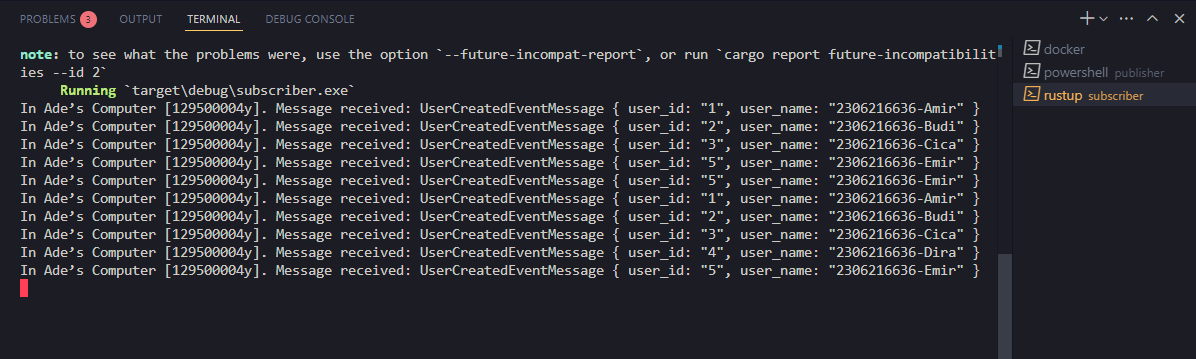 PROBLEMS 3 OUTPUT TERMINAL DEBUG CONSOLE
note: to see what the problems were, use the option `--future-incompat-report`, or run `cargo report future-incompatibilit
ies --id 2`
Running `target\debug\subscriber.exe`
In Ade’s Computer [129500004y]. Message received: UserCreatedEventMessage { user_id: "1", user_name: "2306216636-Amir" }
In Ade’s Computer [129500004y]. Message received: UserCreatedEventMessage { user_id: "2", user_name: "2306216636-Budi" }
In Ade’s Computer [129500004y]. Message received: UserCreatedEventMessage { user_id: "3", user_name: "2306216636-Cica" }
In Ade’s Computer [129500004y]. Message received: UserCreatedEventMessage { user_id: "5", user_name: "2306216636-Emir" }
In Ade’s Computer [129500004y]. Message received: UserCreatedEventMessage { user_id: "5", user_name: "2306216636-Emir" }
In Ade’s Computer [129500004y]. Message received: UserCreatedEventMessage { user_id: "1", user_name: "2306216636-Amir" }
In Ade’s Computer [129500004y]. Message received: UserCreatedEventMessage { user_id: "2", user_name: "2306216636-Budi" }
In Ade’s Computer [129500004y]. Message received: UserCreatedEventMessage { user_id: "3", user_name: "2306216636-Cica" }
In Ade’s Computer [129500004y]. Message received: UserCreatedEventMessage { user_id: "4", user_name: "2306216636-Dira" }
In Ade’s Computer [129500004y]. Message received: UserCreatedEventMessage { user_id: "5", user_name: "2306216636-Emir" }
docker
powershell publisher
rustup subscriber